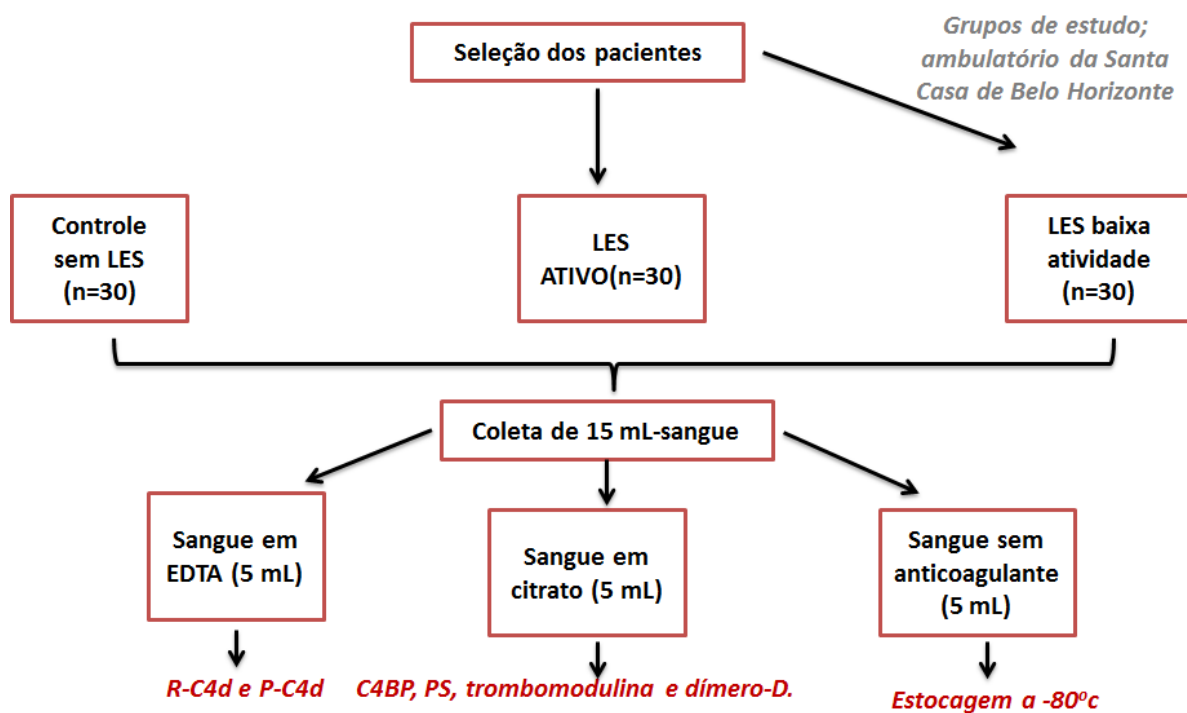 Seleção dos pacientes
Grupos de estudo;
ambulatório da Santa
Casa de Belo Horizonte
Controle
sem LES
(n=30)
LES
ATIVO(n=30)
LES baixa
atividade
(n=30)
Coleta de 15 mL-sangue
Sangue em
EDTA (5 mL)
Sangue em
citrato (5 mL)
Sangue sem
anticoagulante
(5 mL)
R-C4d e P-C4d
C4BP, PS, trombomodulina e dímero-D.
Estocagem a -80⁰c